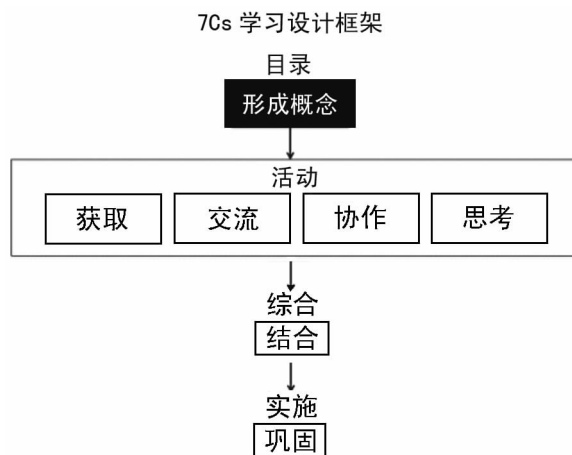 7Cs 学习设计框架
目录
形成概念
活动
获取 交流 协作 思考
综合
结合
实施
巩固